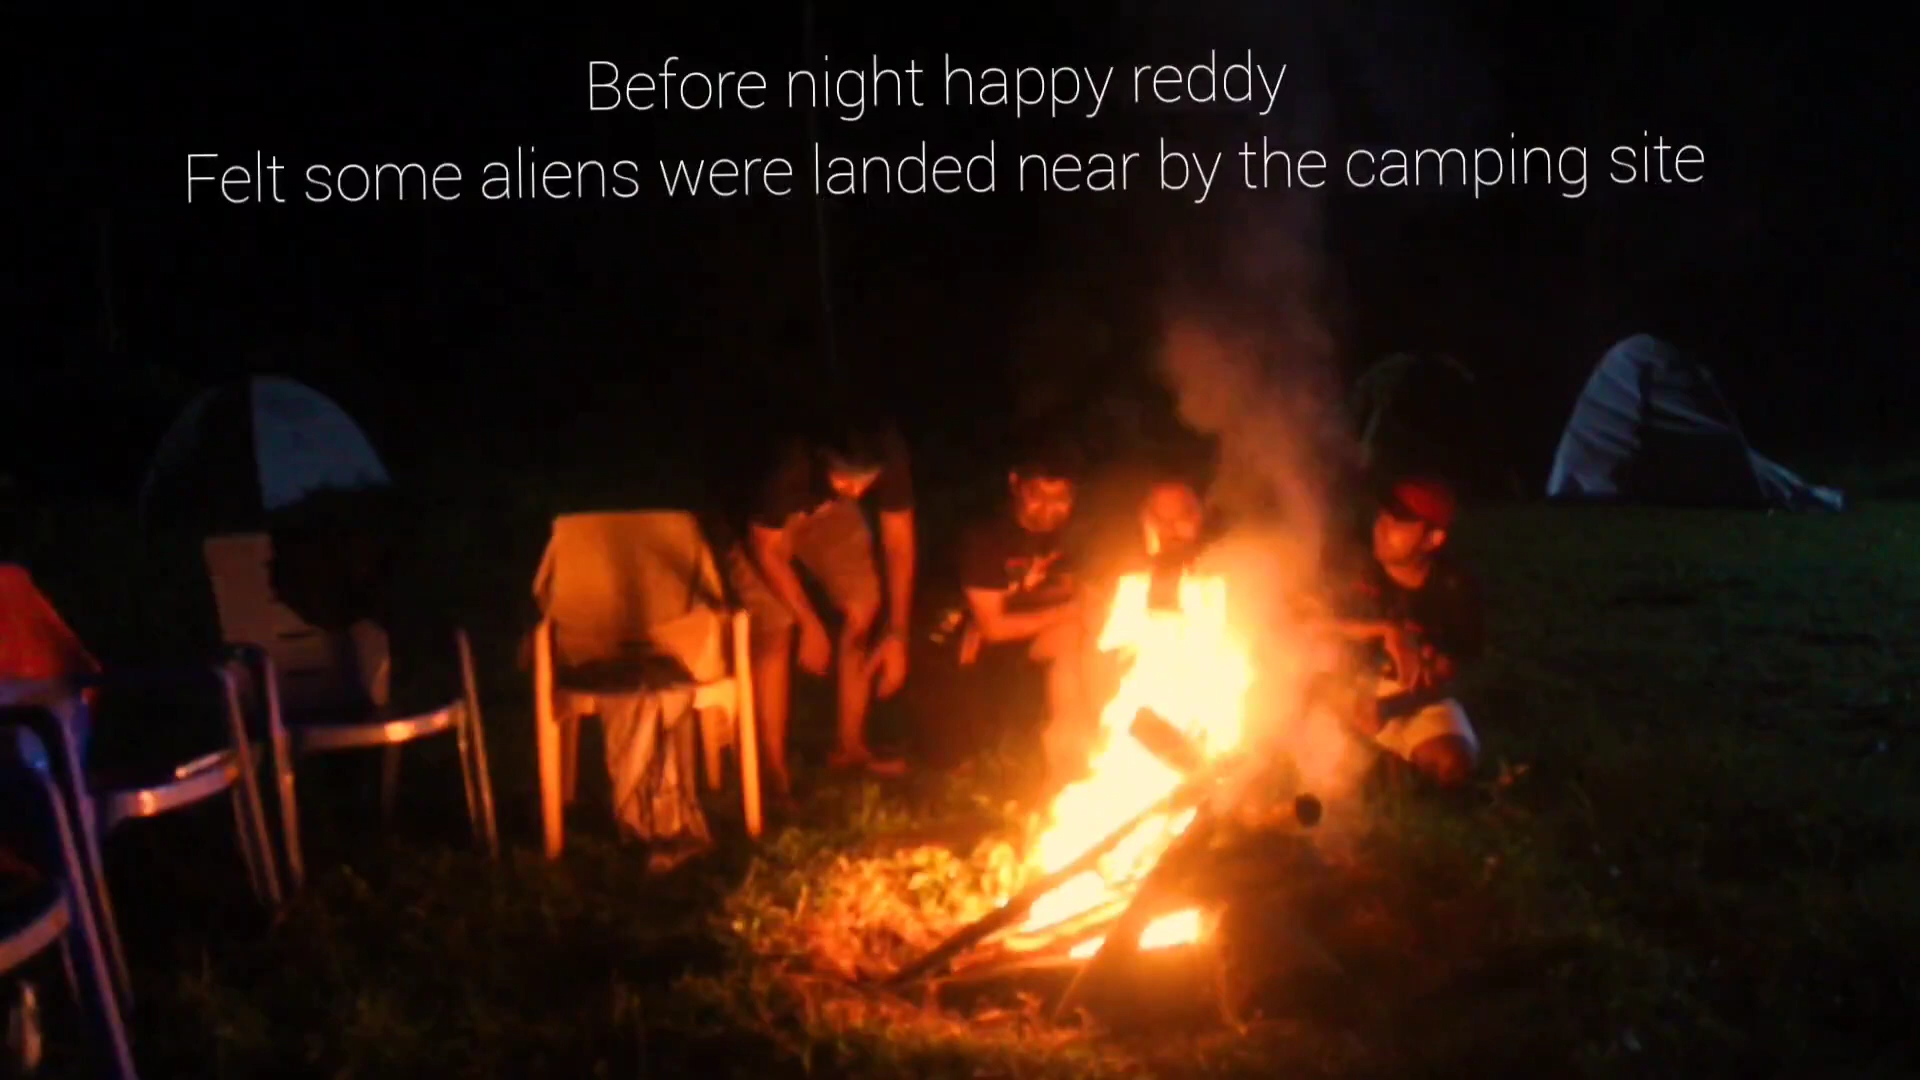 Before night happy reddy
Felt some aliens were landed near by the camping site